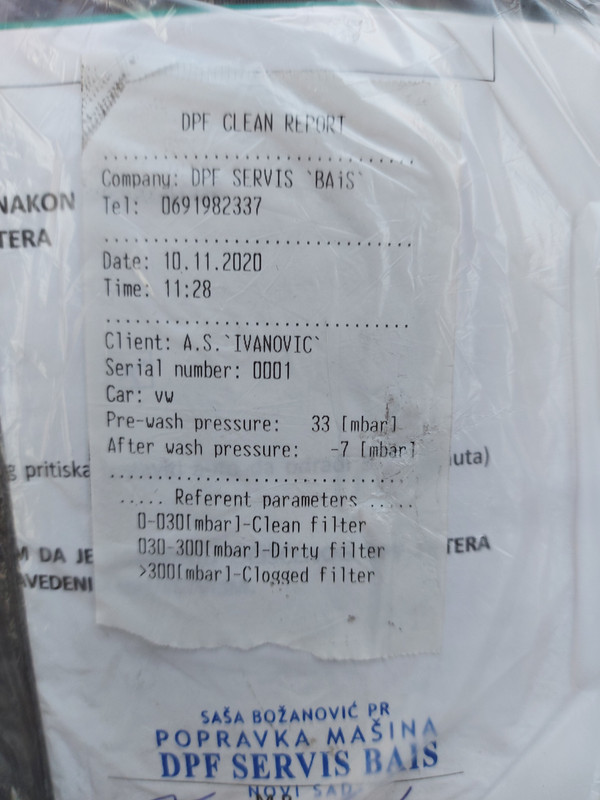 DPF CLEAN REPORT
................................
Company: DPF SERVIS `BAiS`
Tel: 0691982337
................................
Date: 10.11.2020
Time: 11:28
................................
Client: A.S.`IVANOVIC`
Serial number: 0001
Car: vw
Pre-wash pressure: 33 [mbar]
After wash pressure: -7 [mbar]
................................
..... Referent parameters .....
0-030[mbar]-Clean filter
030-300[mbar]-Dirty filter
>300[mbar]-Clogged filter
NAKON
TERA
g pritiska
uta)
M DA JE
TERA
AVEDENI
SAŠA BOŽANOVIĆ PR
POPRAVKA MAŠINA
DPF SERVIS BAIS
NOVI SAD